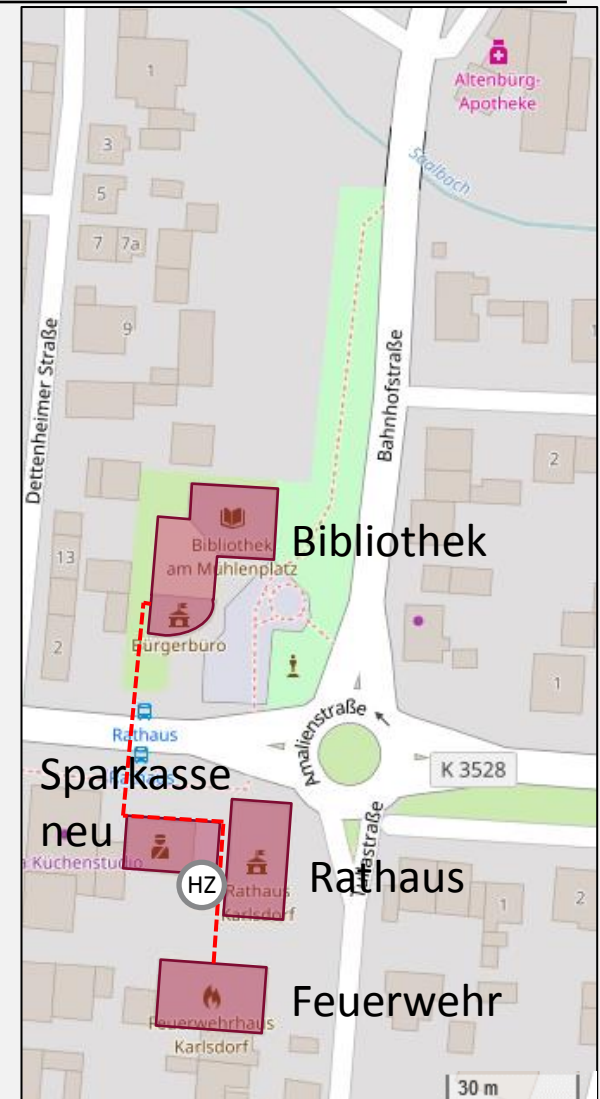 1
Altenbürg-
Apotheke
3
Saalbach
5
7
7a
9
1
Dettenheimer Straße
Bahnhofstraße
2
Bibliothek
am Mühlenplatz
Bibliothek
13
Bürgerbüro
2
1
Rathaus
Amalienstraße
K 3528
Sparkasse
neu
Küchenstudio
HZ
Rathaus
Karlsdorf
Rathaus
1
2
Feuerwehr
Feuerwehrhaus
Karlsdorf
30 m